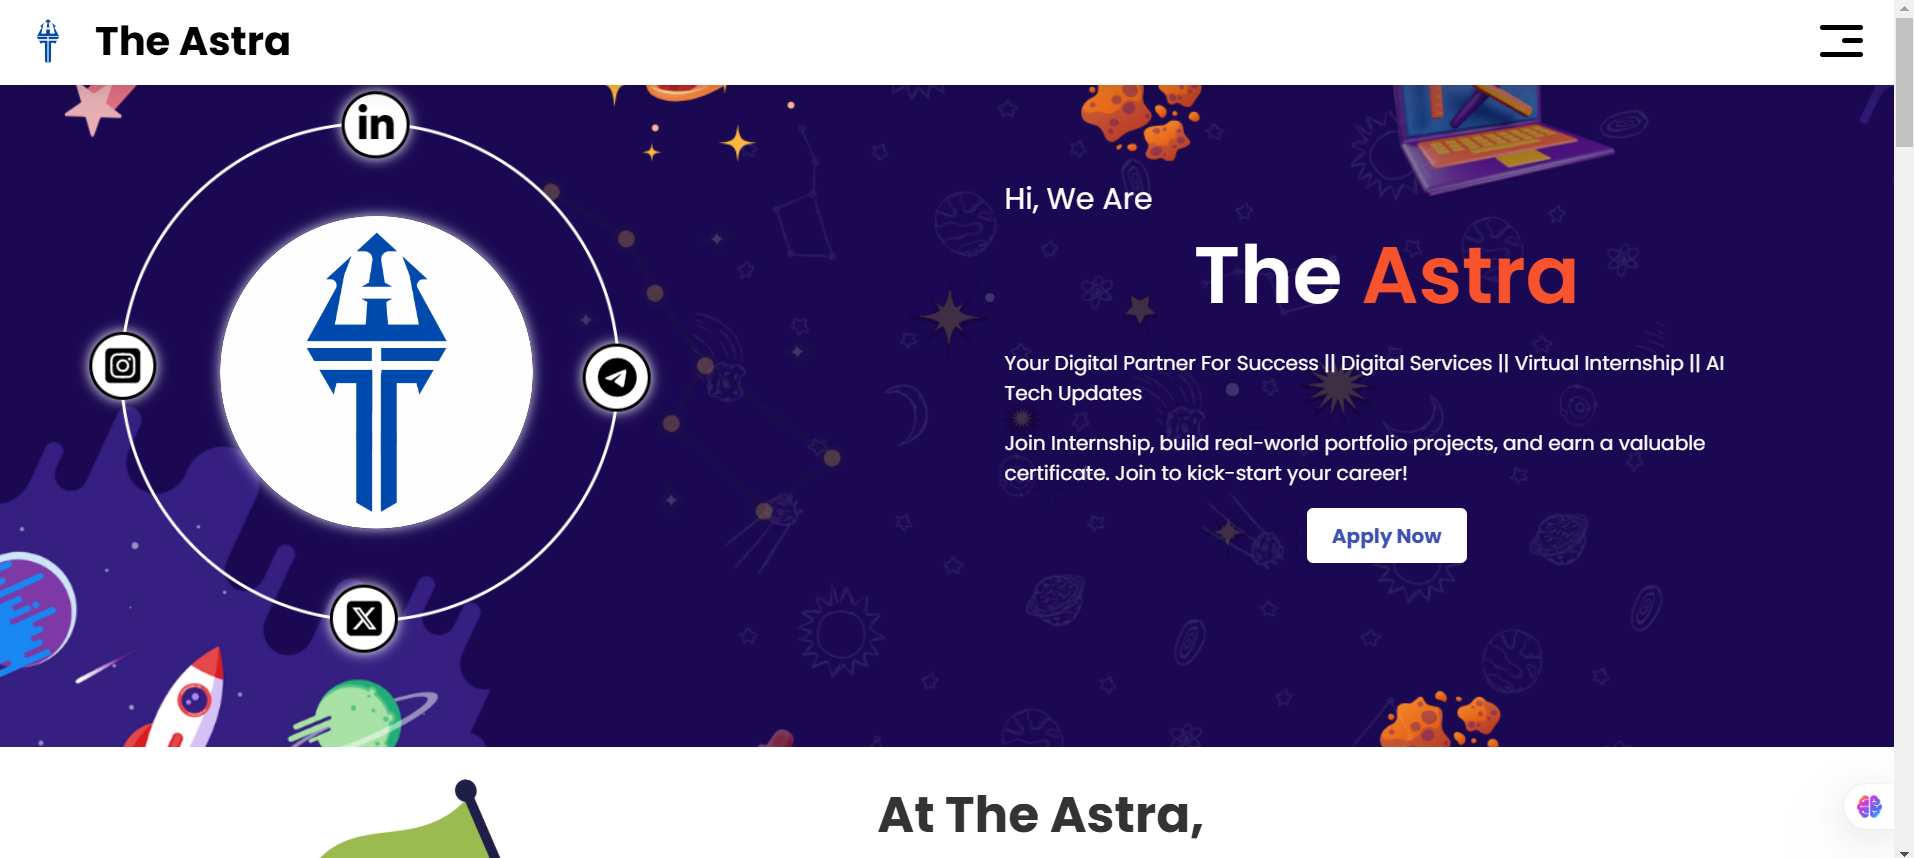 The Astra
in
Hi, We Are
The Astra
Your Digital Partner For Success || Digital Services || Virtual Internship || AI
Tech Updates
Join Internship, build real-world portfolio projects, and earn a valuable
certificate. Join to kick-start your career!
Apply Now
At The Astra,